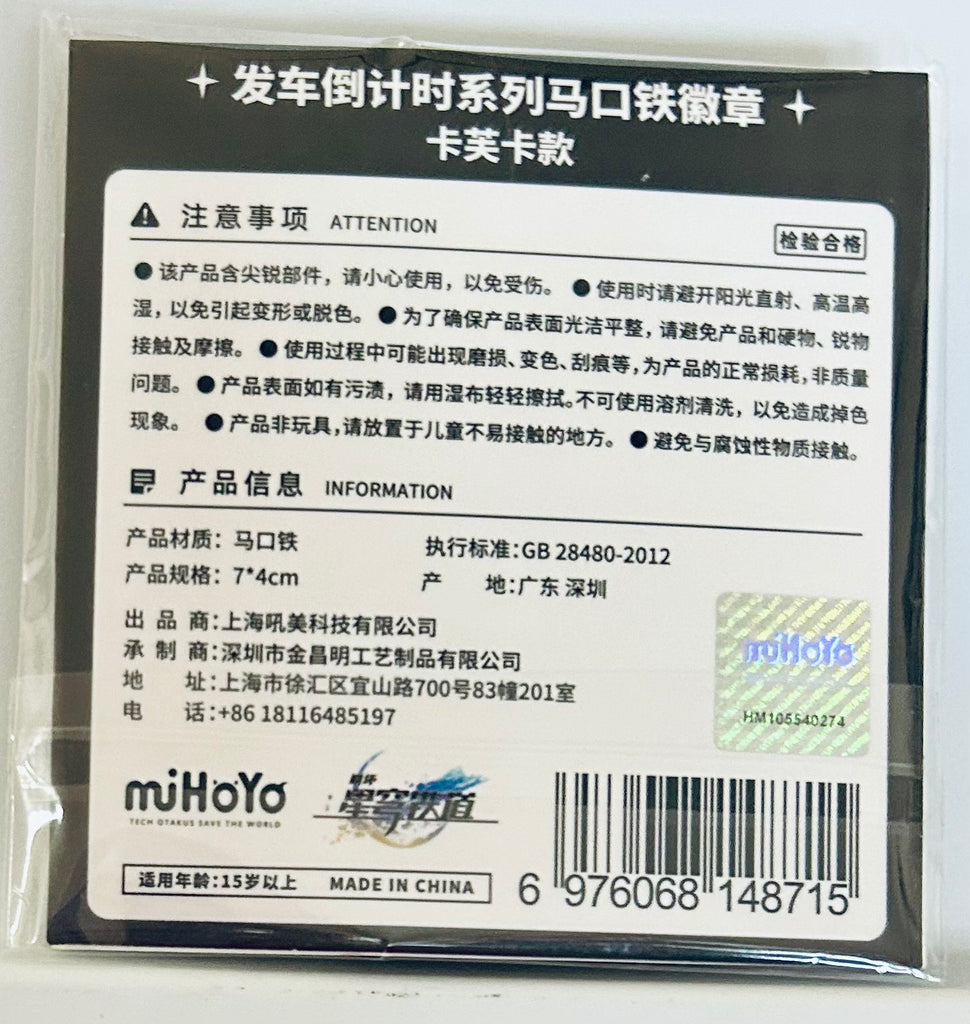 发车倒计时系列马口铁徽章
卡芙卡款
注意事项 ATTENTION
检验合格
●该产品含尖锐部件，请小心使用，以免受伤。 ●使用时请避开阳光直射、高温高
湿，以免引起变形或脱色。 ●为了确保产品表面光洁平整，请避免产品和硬物、锐物
接触及摩擦。 ●使用过程中可能出现磨损、变色、刮痕等，为产品的正常损耗，非质量
问题。 ●产品表面如有污渍，请用湿布轻轻擦拭。不可使用溶剂清洗，以免造成掉色
现象。 ●产品非玩具，请放置于儿童不易接触的地方。 ●避免与腐蚀性物质接触。
产品信息 INFORMATION
产品材质：马口铁
执行标准：GB 28480-2012
产品规格：7*4cm
产 地：广东 深圳
出品商：上海吼美科技有限公司
承制商：深圳市金昌明工艺制品有限公司
地 址：上海市徐汇区宜山路700号83幢201室
电 话：+86 18116485197
miHoYo
HM105540274
miHoYo
TECH OTAKUS SAVE THE WORLD
崩坏
星穹铁道
适用年龄：15岁以上 MADE IN CHINA
6 976068 148715